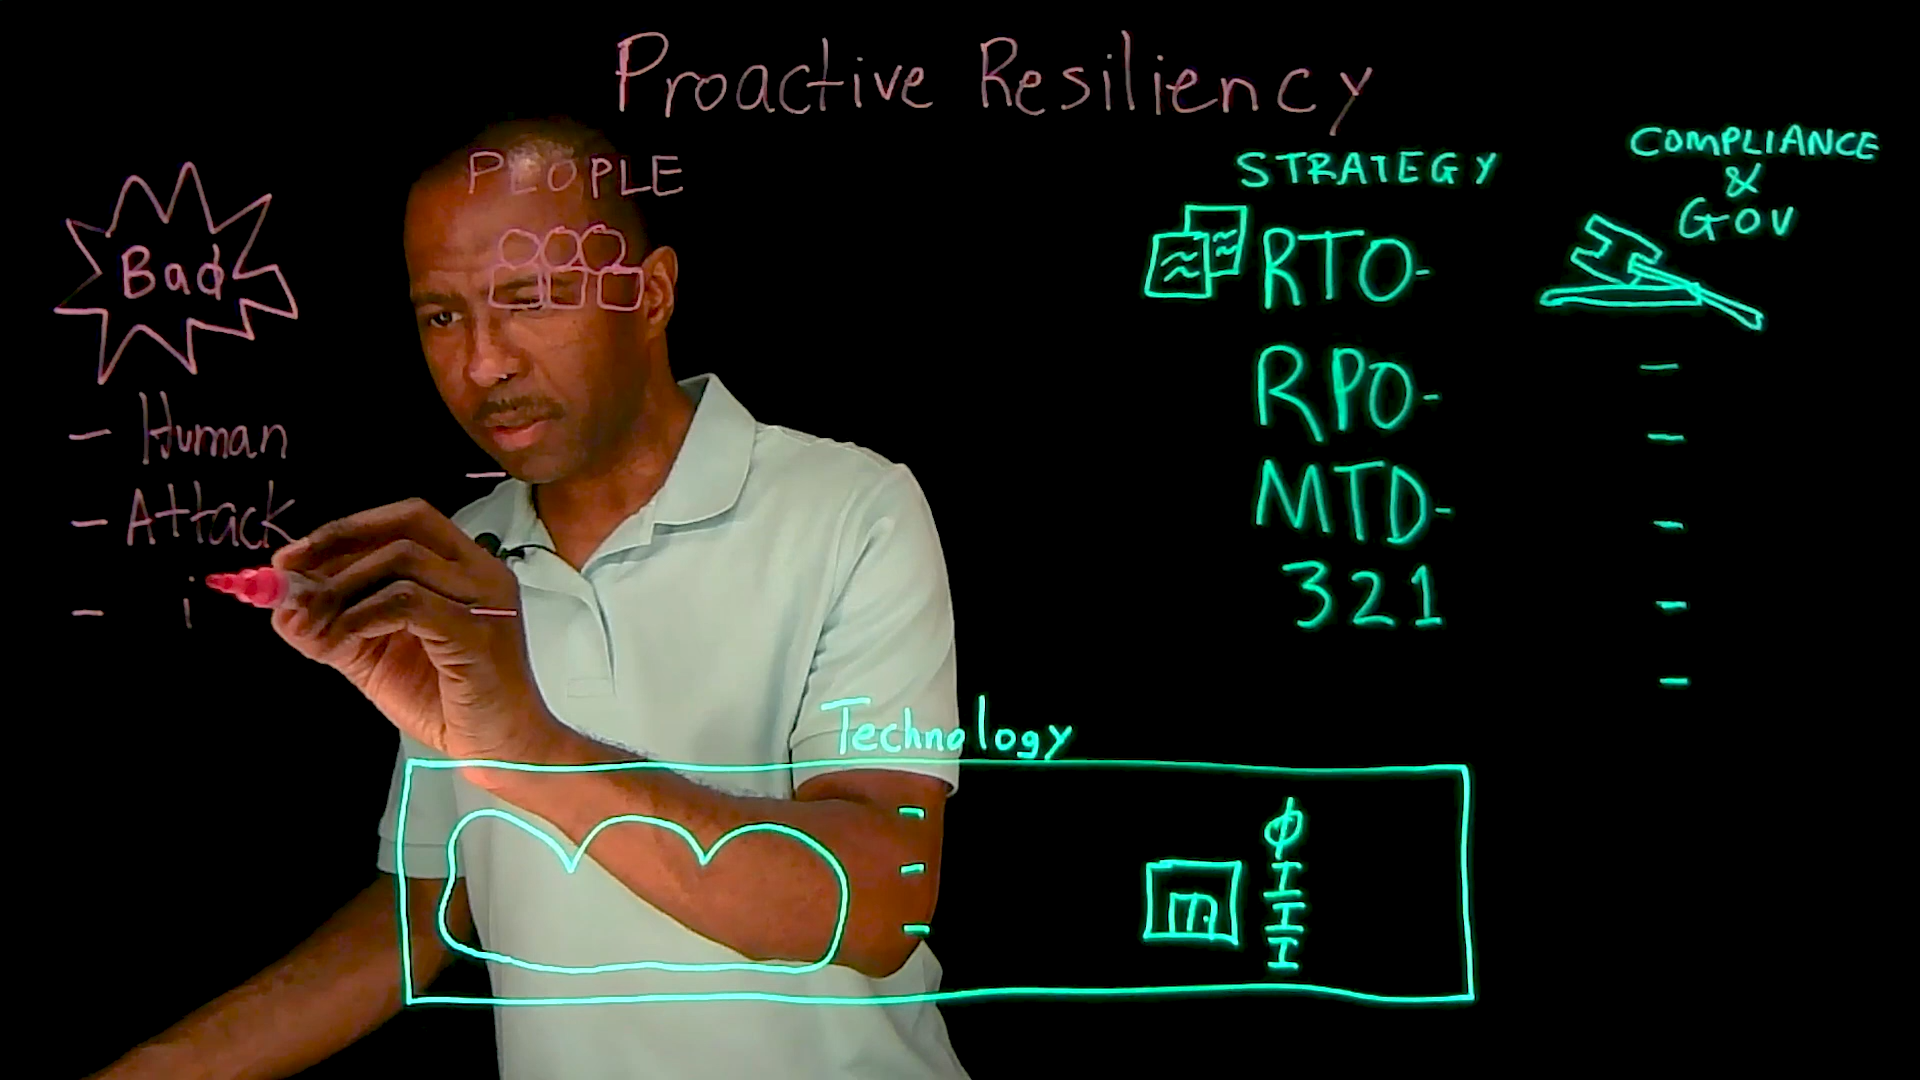 Proactive Resiliency
Bad
- Human
- Attack
- i
PEOPLE
-
-
STRATEGY
RTO-
RPO-
MTD-
321
COMPLIANCE
&
GOV
-
-
-
-
-
Technology
-
-
-
m